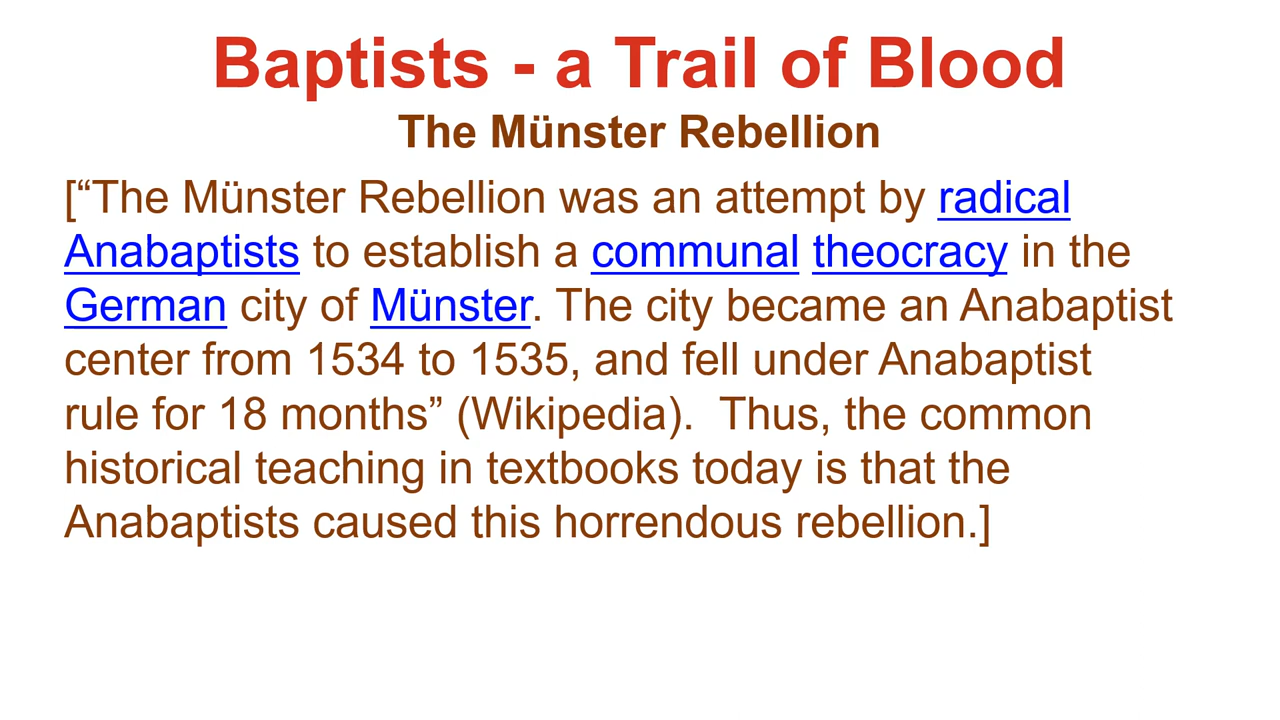 Baptists - a Trail of Blood
The Münster Rebellion
[“The Münster Rebellion was an attempt by radical
Anabaptists to establish a communal theocracy in the
German city of Münster. The city became an Anabaptist
center from 1534 to 1535, and fell under Anabaptist
rule for 18 months” (Wikipedia).  Thus, the common
historical teaching in textbooks today is that the
Anabaptists caused this horrendous rebellion.]